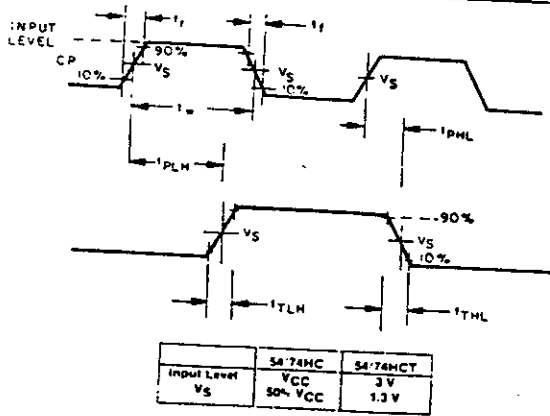 INPUT
LEVEL
tr
tf
90%
CP
VS
10%
VS
10%
VS
tw
tPHL
tPLH
90%
VS
VS
10%
tTLH
tTHL
54/74HC 54/74HCT
Input Level VCC 3 V
VS 50% VCC 1.3 V